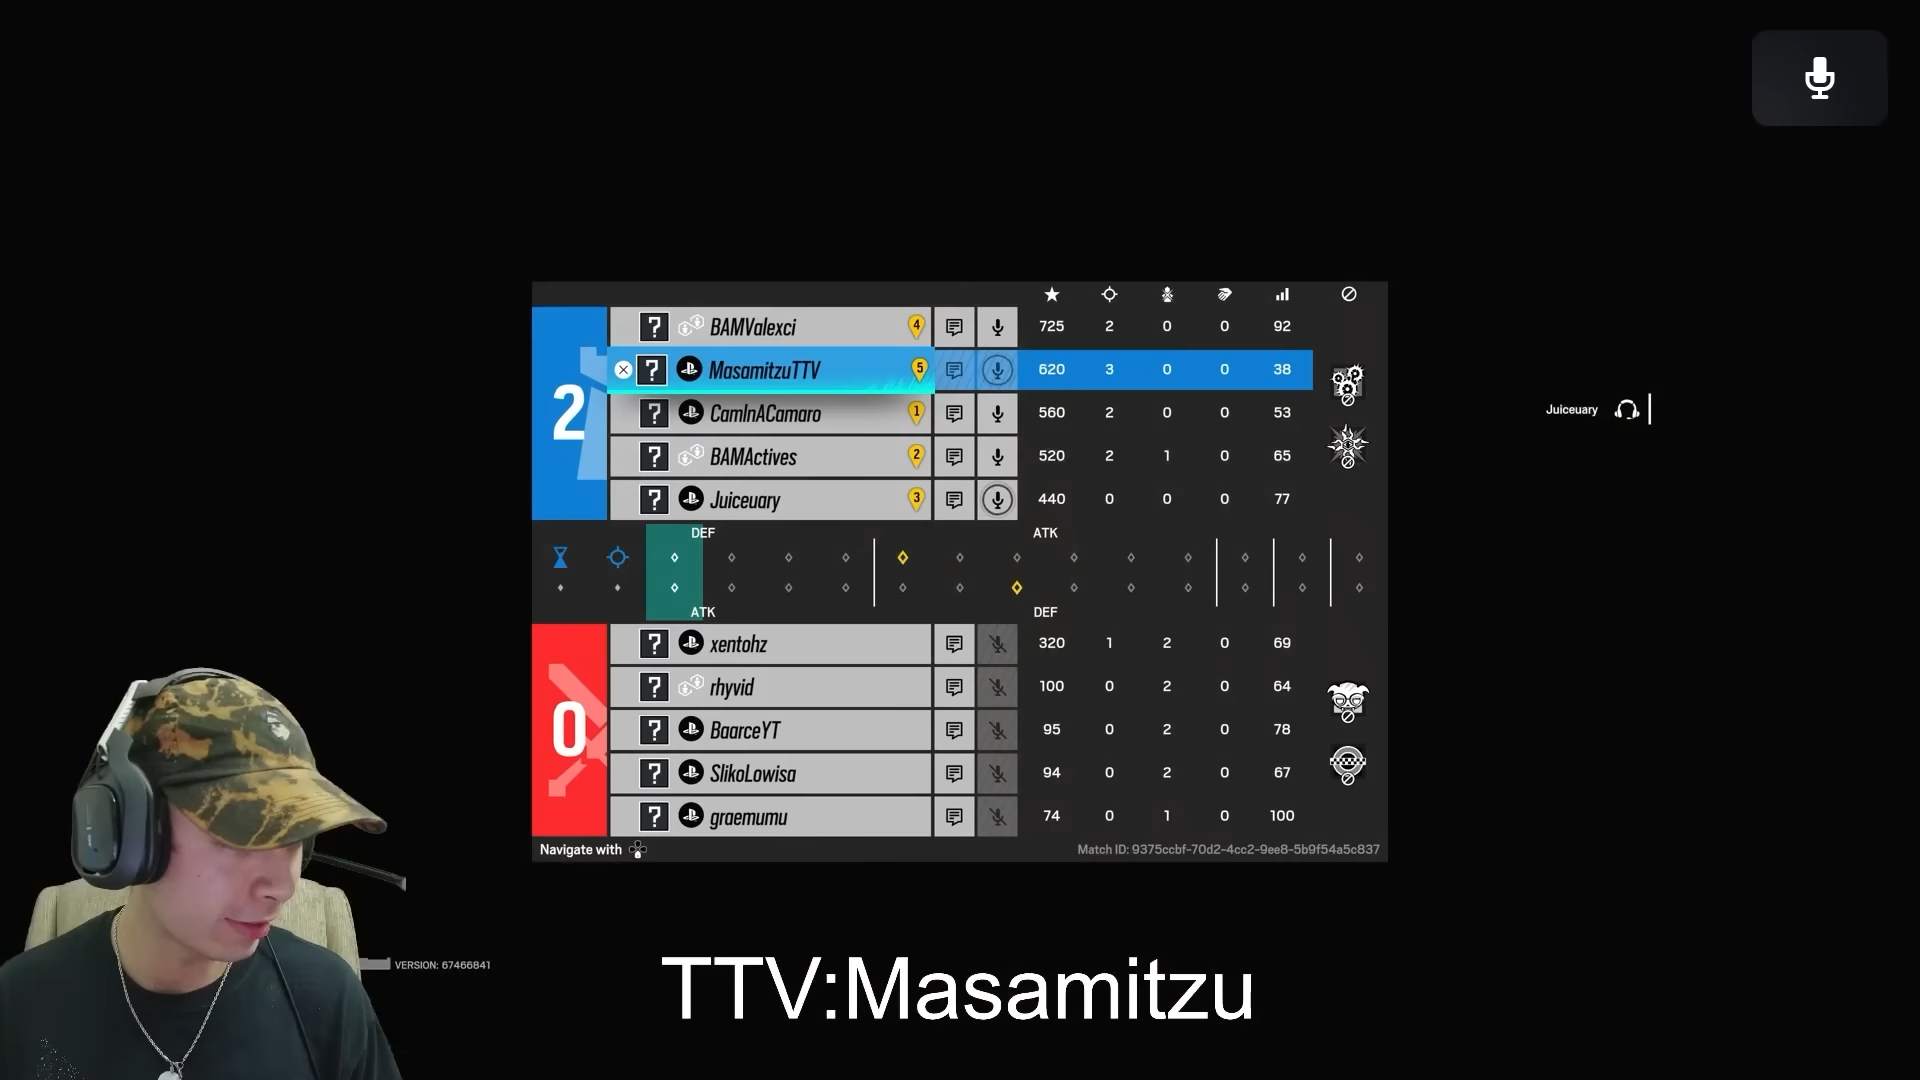 BAMValexci 4 725 2 0 0 92
? MasamitzuTTV 5 620 3 0 0 38
? CamInACamaro 1 560 2 0 0 53
? BAMActives 2 520 2 1 0 65
? Juiceuary 3 440 0 0 0 77
2
Juiceuary
DEF ATK
ATK DEF
? xentohz 320 1 2 0 69
? rhyvid 100 0 2 0 64
? BaarceYT 95 0 2 0 78
? SlikoLowisa 94 0 2 0 67
? graemumu 74 0 1 0 100
0
Navigate with Match ID: 9375ccbf-70d2-4cc2-9ee8-5b9f54a5c837
VERSION: 67466841
TTV:Masamitzu